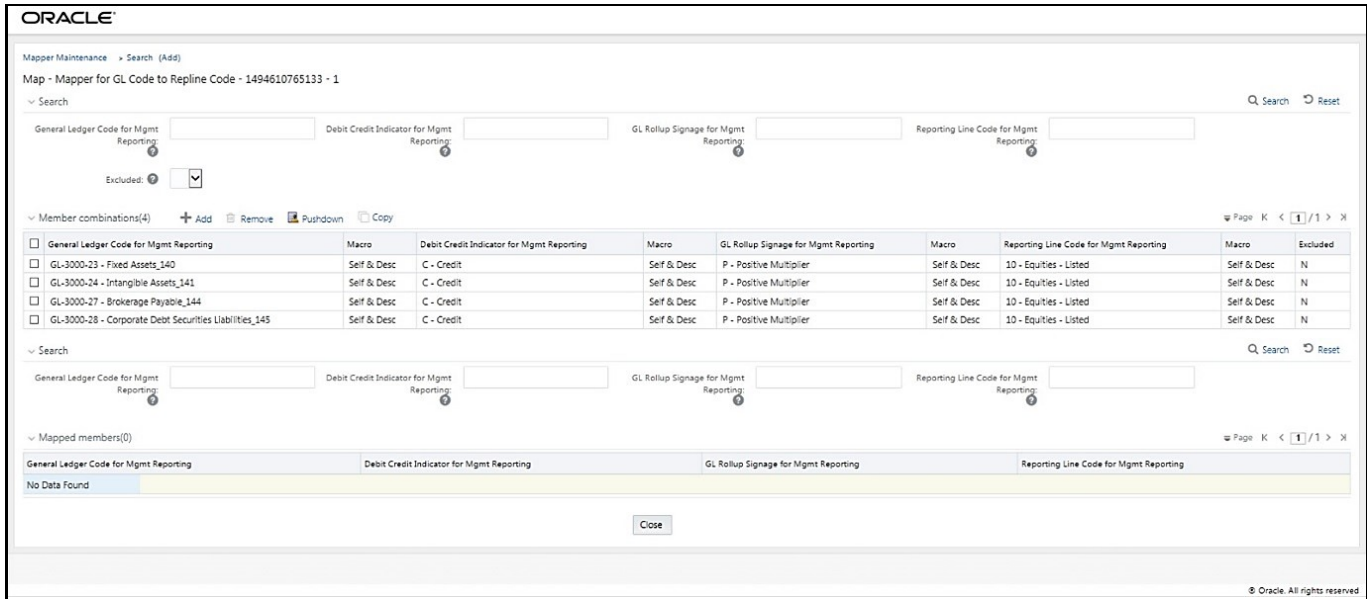 ORACLE
Mapper Maintenance » Search (Add)
Map - Mapper for GL Code to Repline Code - 1494610765133 - 1
Search
Search Reset
General Ledger Code for Mgmt Reporting: Debit Credit Indicator for Mgmt Reporting: GL Rollup Signage for Mgmt Reporting: Reporting Line Code for Mgmt Reporting:
Excluded:
Member combinations(4) Add Remove Pushdown Copy Page 1 / 1
General Ledger Code for Mgmt Reporting Macro Debit Credit Indicator for Mgmt Reporting Macro GL Rollup Signage for Mgmt Reporting Macro Reporting Line Code for Mgmt Reporting Macro Excluded
GL-3000-23 - Fixed Assets_140 Self & Desc C - Credit Self & Desc P - Positive Multiplier Self & Desc 10 - Equities - Listed Self & Desc N
GL-3000-24 - Intangible Assets_141 Self & Desc C - Credit Self & Desc P - Positive Multiplier Self & Desc 10 - Equities - Listed Self & Desc N
GL-3000-27 - Brokerage Payable_144 Self & Desc C - Credit Self & Desc P - Positive Multiplier Self & Desc 10 - Equities - Listed Self & Desc N
GL-3000-28 - Corporate Debt Securities Liabilities_145 Self & Desc C - Credit Self & Desc P - Positive Multiplier Self & Desc 10 - Equities - Listed Self & Desc N
Search
Search Reset
General Ledger Code for Mgmt Reporting: Debit Credit Indicator for Mgmt Reporting: GL Rollup Signage for Mgmt Reporting: Reporting Line Code for Mgmt Reporting:
Mapped members(0) Page 1 / 1
General Ledger Code for Mgmt Reporting Debit Credit Indicator for Mgmt Reporting GL Rollup Signage for Mgmt Reporting Reporting Line Code for Mgmt Reporting
No Data Found
Close
© Oracle. All rights reserved